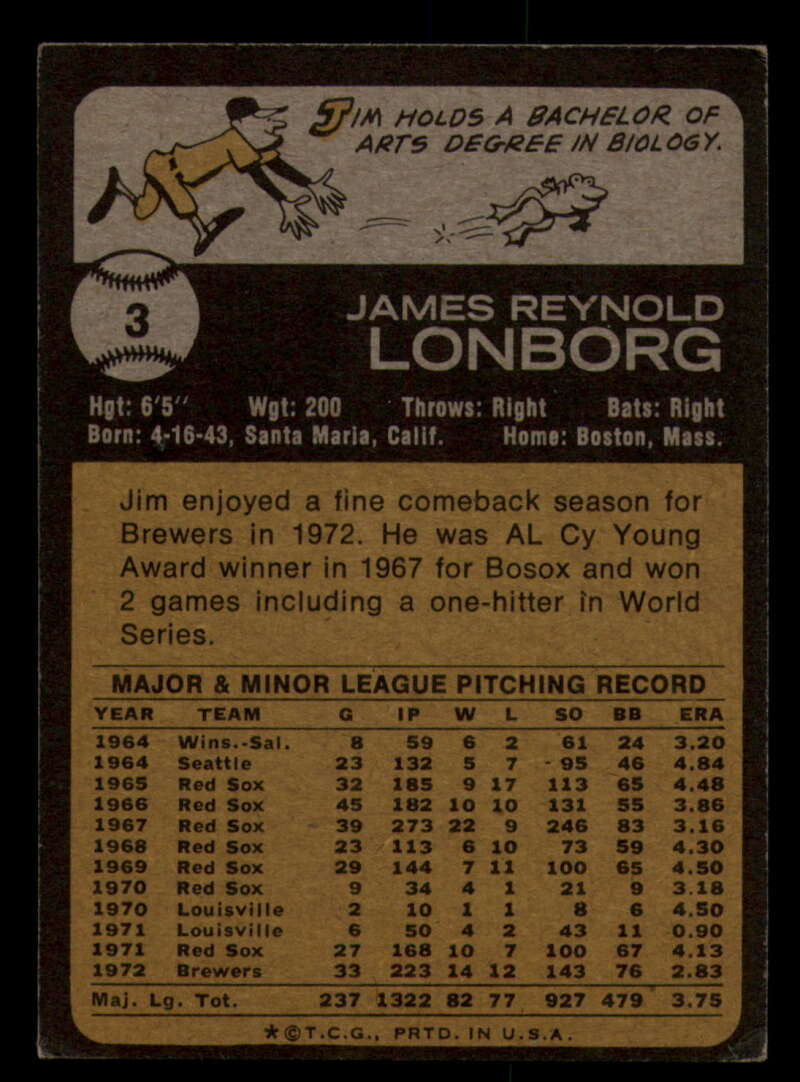 JIM HOLDS A BACHELOR OF
ARTS DEGREE IN BIOLOGY.
3
JAMES REYNOLD
LONBORG
Hgt: 6'5" Wgt: 200 Throws: Right Bats: Right
Born: 4-16-43, Santa Maria, Calif. Home: Boston, Mass.
Jim enjoyed a fine comeback season for
Brewers in 1972. He was AL Cy Young
Award winner in 1967 for Bosox and won
2 games including a one-hitter in World
Series.
MAJOR & MINOR LEAGUE PITCHING RECORD
YEAR TEAM G IP W L SO BB ERA
1964 Wins.-Sal. 8 59 6 2 61 24 3.20
1964 Seattle 23 132 5 7 95 46 4.84
1965 Red Sox 32 185 9 17 113 65 4.48
1966 Red Sox 45 182 10 10 131 55 3.86
1967 Red Sox 39 273 22 9 246 83 3.16
1968 Red Sox 23 113 6 10 73 59 4.30
1969 Red Sox 29 144 7 11 100 65 4.50
1970 Red Sox 9 34 4 1 21 9 3.18
1970 Louisville 2 10 1 1 8 6 4.50
1971 Louisville 6 50 4 2 43 11 0.90
1971 Red Sox 27 168 10 7 100 67 4.13
1972 Brewers 33 223 14 12 143 76 2.83
Maj. Lg. Tot. 237 1322 82 77 927 479 3.75
*©T.C.G., PRTD. IN U.S.A.